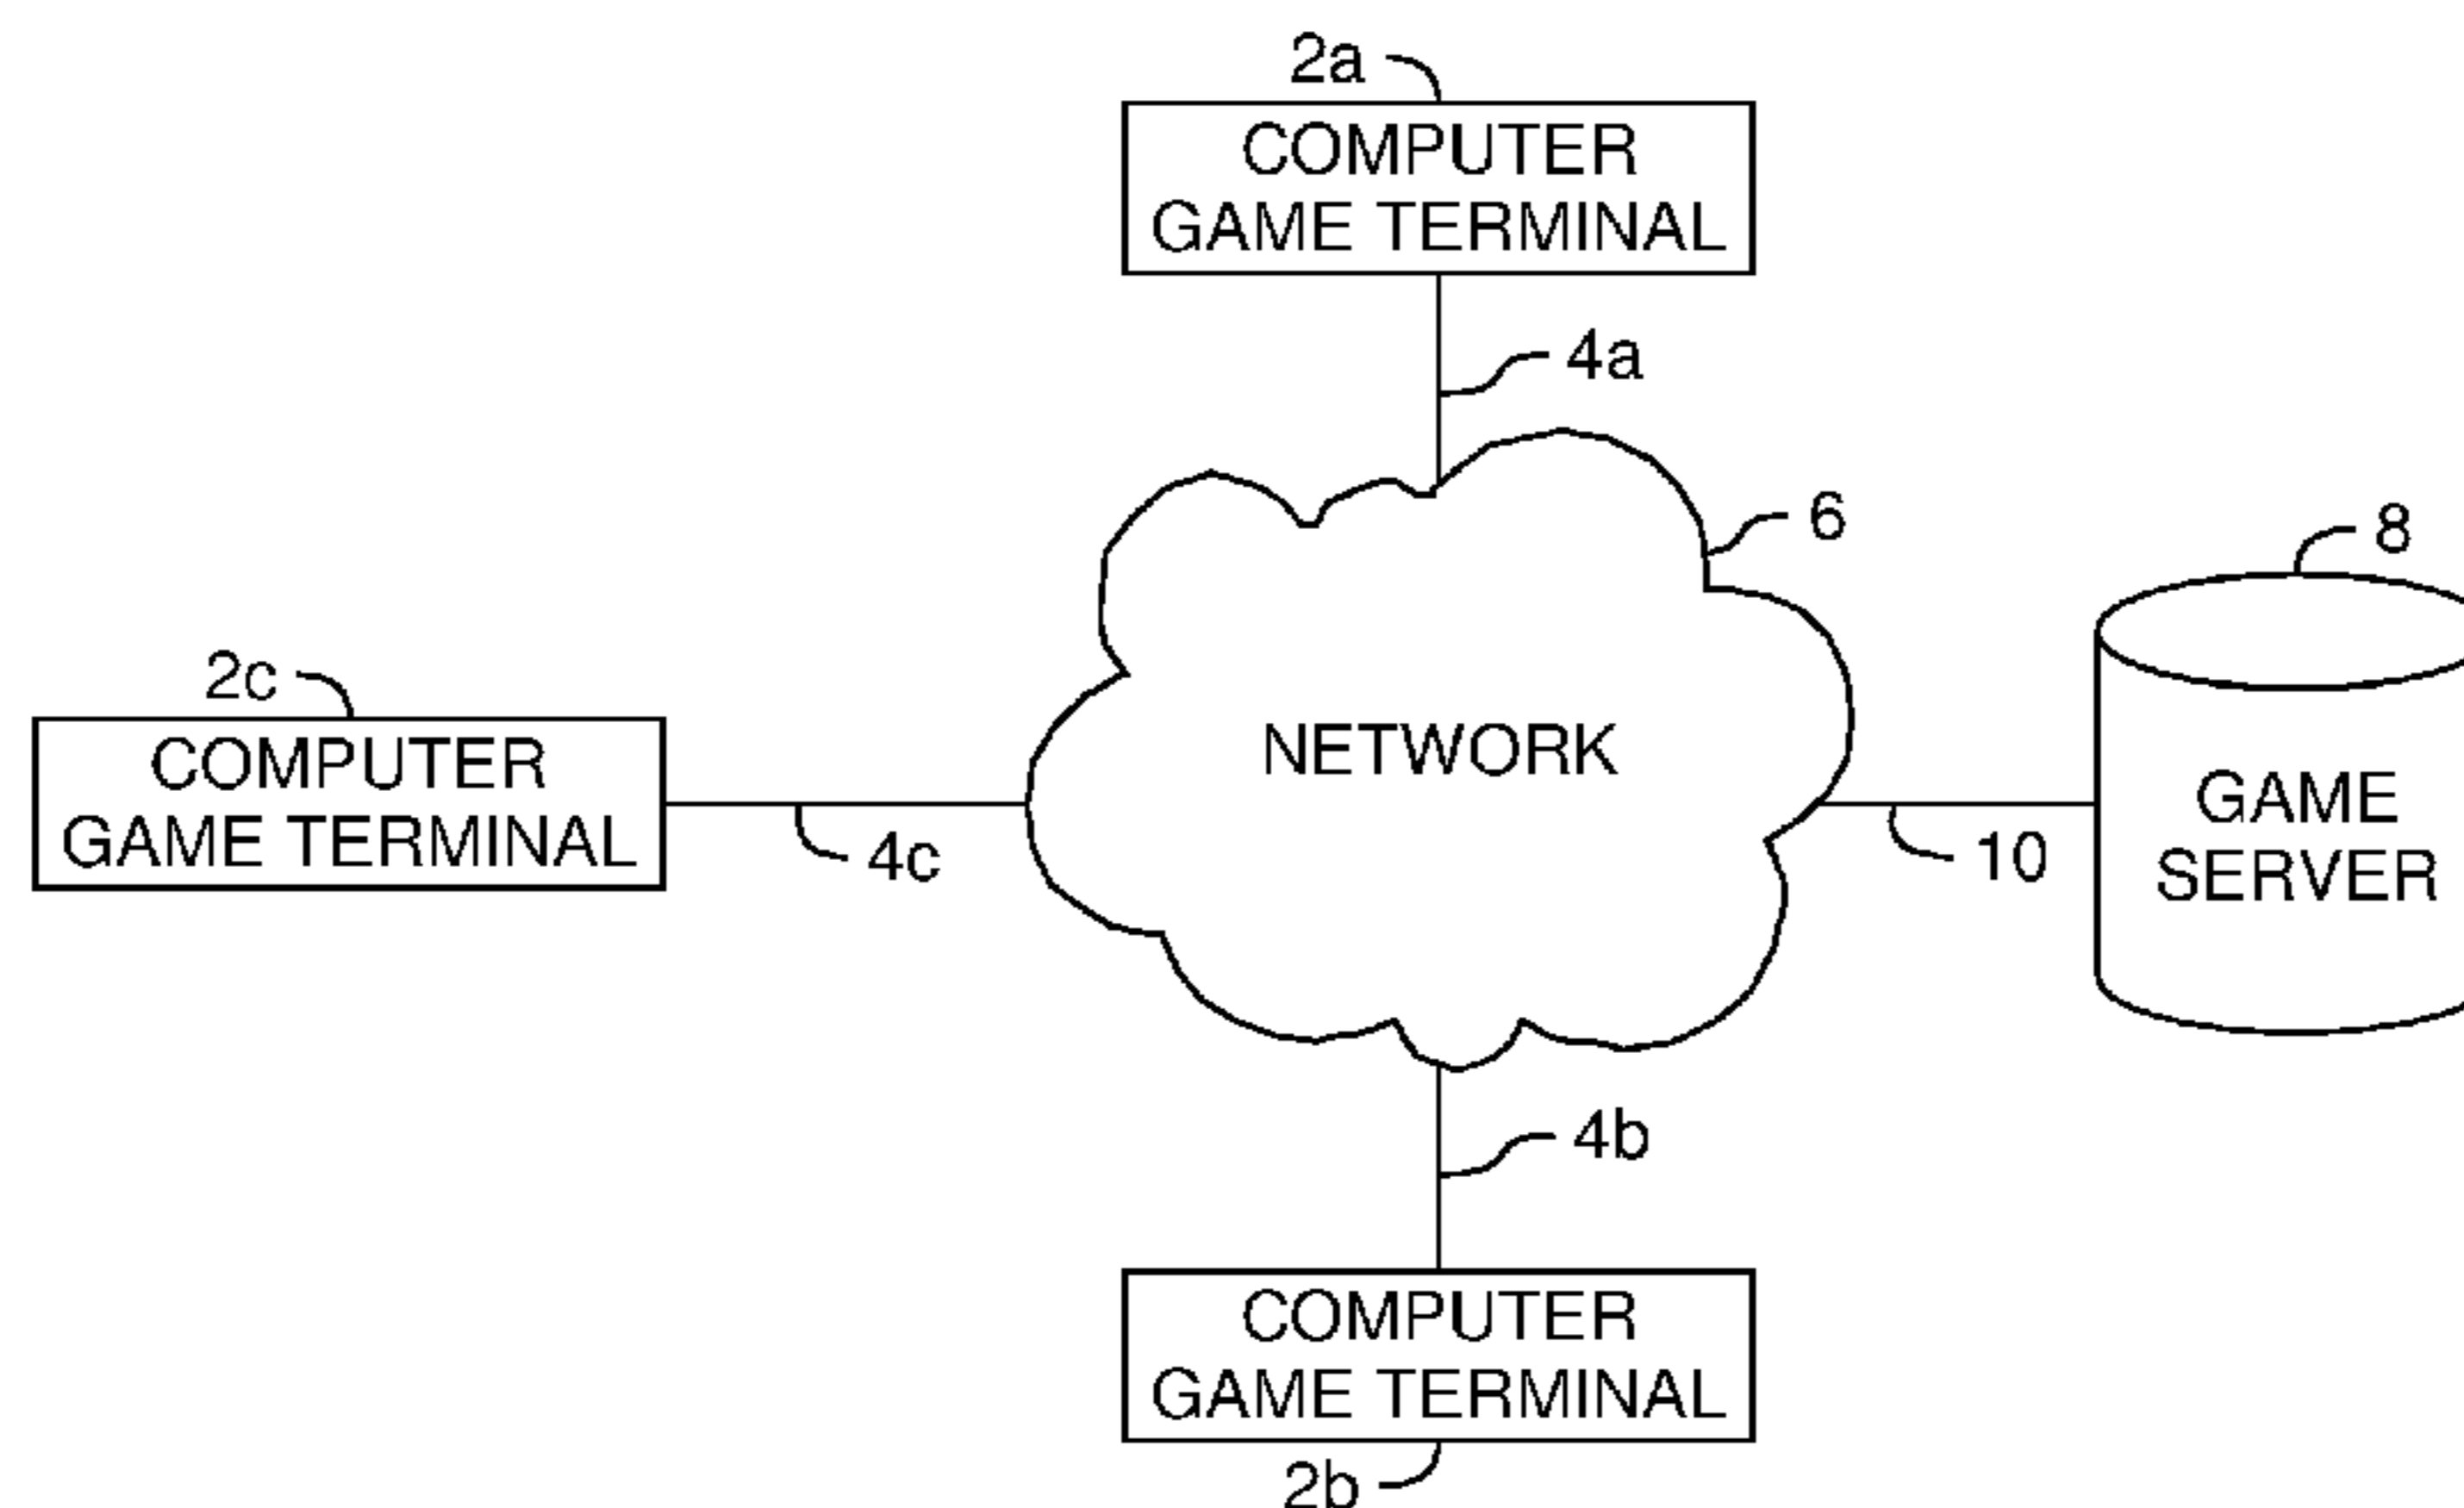 2a
COMPUTER
GAME TERMINAL
4a
6
8
2c
COMPUTER
GAME TERMINAL
NETWORK
GAME
SERVER
4c
10
4b
COMPUTER
GAME TERMINAL
2b